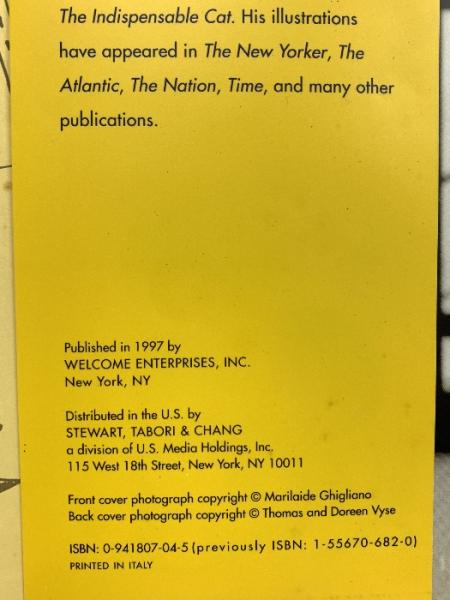 The Indispensable Cat. His illustrations
have appeared in The New Yorker, The
Atlantic, The Nation, Time, and many other
publications.
Published in 1997 by
WELCOME ENTERPRISES, INC.
New York, NY
Distributed in the U.S. by
STEWART, TABORI & CHANG
a division of U.S. Media Holdings, Inc.
115 West 18th Street, New York, NY 10011
Front cover photograph copyright © Marilaide Ghigliano
Back cover photograph copyright © Thomas and Doreen Vyse
ISBN: 0-941807-04-5 (previously ISBN: 1-55670-682-0)
PRINTED IN ITALY